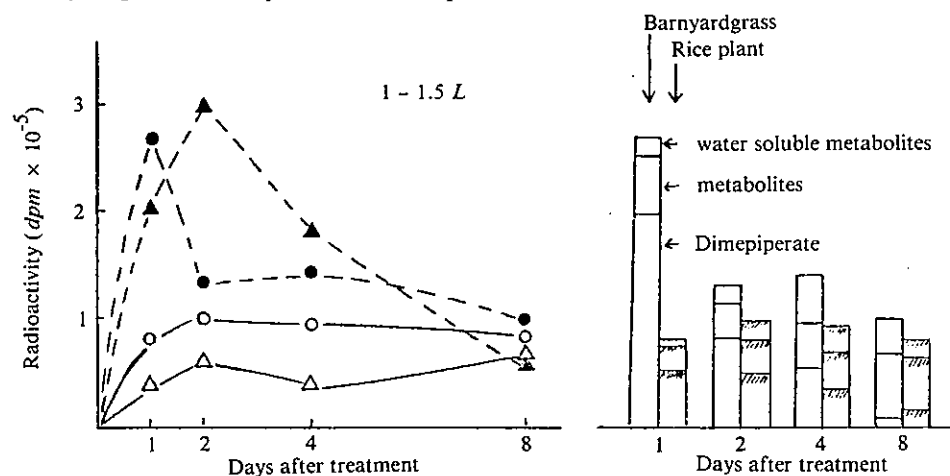 Barnyardgrass
Rice plant
1 – 1.5 L
water soluble metabolites
metabolites
Dimepiperate
Radioactivity (dpm × 10⁻⁵)
3
2
1
1 2 4 8
Days after treatment
1 2 4 8
Days after treatment